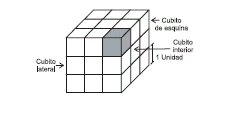 Cubito
de esquina
Cubito
interior
1 Unidad
Cubito
lateral